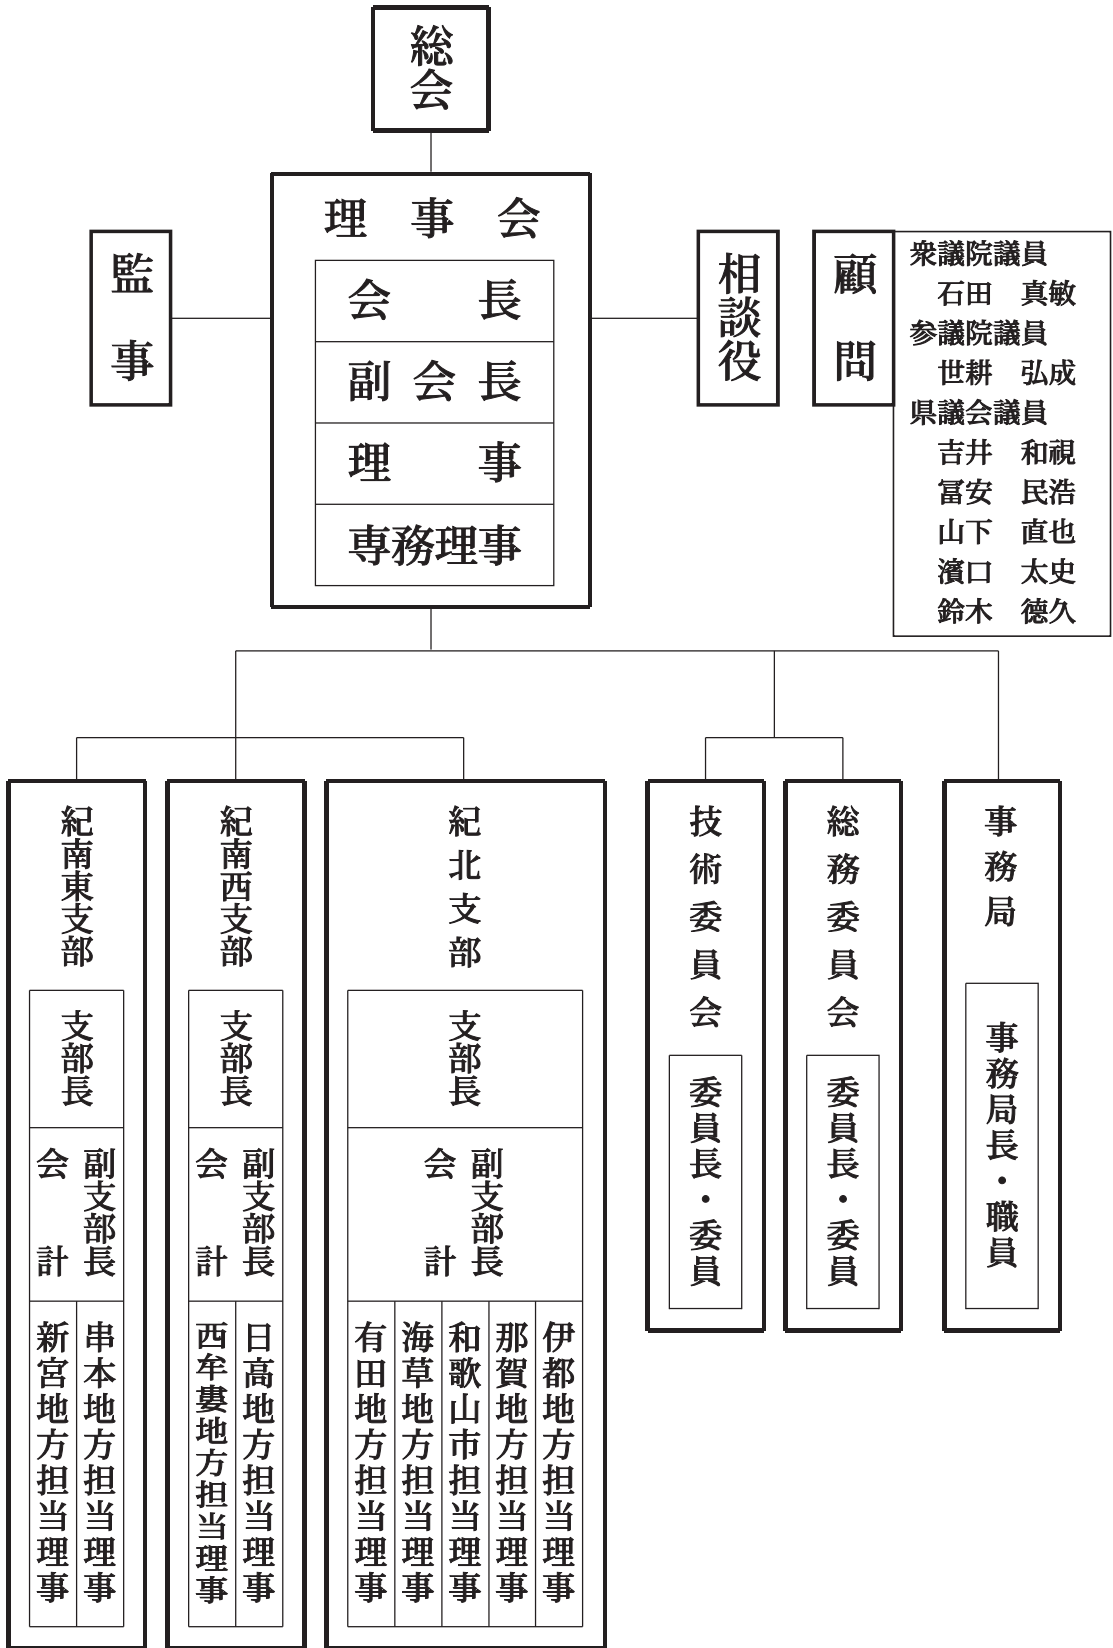 総会
理事会
会長
副会長
理事
専務理事
監事
相談役
顧問
衆議院議員
石田 真敏
参議院議員
世耕 弘成
県議会議員
吉井 和視
冨安 民浩
山下 直也
濱口 太史
鈴木 德久
紀南東支部
支部長
副支部長
会計
串本地方担当理事
新宮地方担当理事
紀南西支部
支部長
副支部長
会計
日高地方担当理事
西牟婁地方担当理事
紀北支部
支部長
副支部長
会計
伊都地方担当理事
那賀地方担当理事
和歌山市担当理事
海草地方担当理事
有田地方担当理事
技術委員会
委員長・委員
総務委員会
委員長・委員
事務局
事務局長・職員